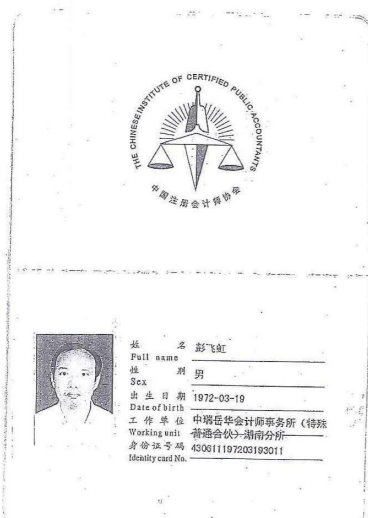 THE CHINESE INSTITUTE OF CERTIFIED PUBLIC ACCOUNTANTS
中国注册会计师协会
姓 名 彭飞虹
Full name
性 别 男
Sex
出生日期 1972-03-19
Date of birth
工作单位 中瑞岳华会计师事务所（特殊
Working unit 普通合伙）湖南分所
身份证号码 430611197203193011
Identity card No.